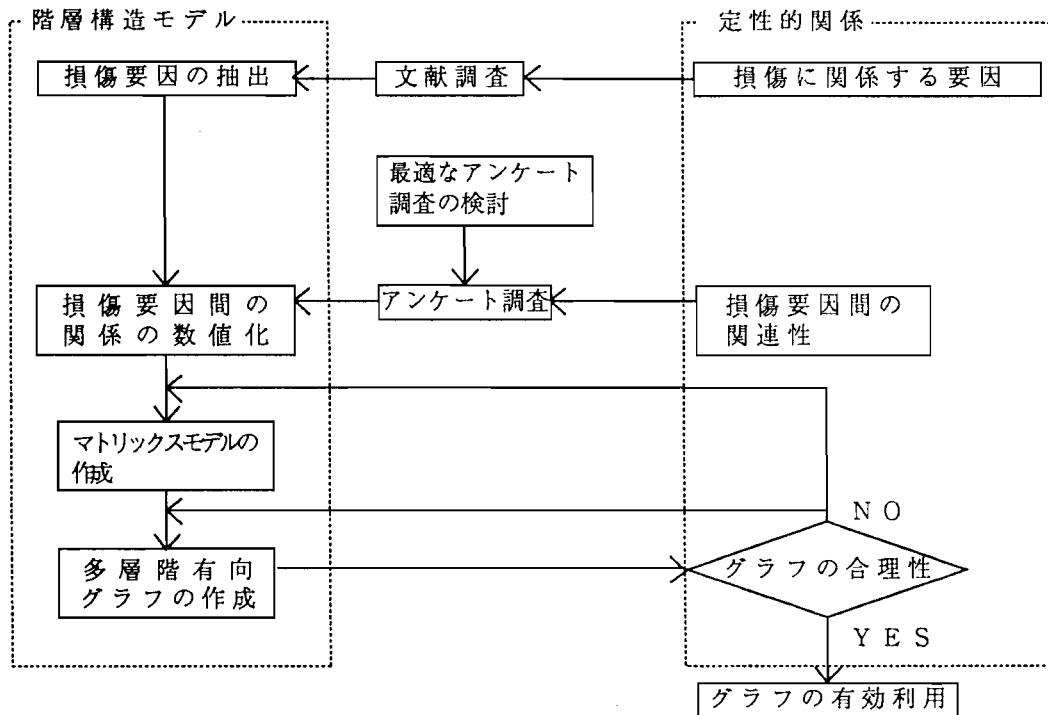 階層構造モデル
定性的関係
損傷要因の抽出
文献調査
損傷に関係する要因
最適なアンケート
調査の検討
損傷要因間の
関係の数値化
アンケート調査
損傷要因間の
関連性
マトリックスモデルの
作成
NO
多層階有向
グラフの作成
グラフの合理性
YES
グラフの有効利用